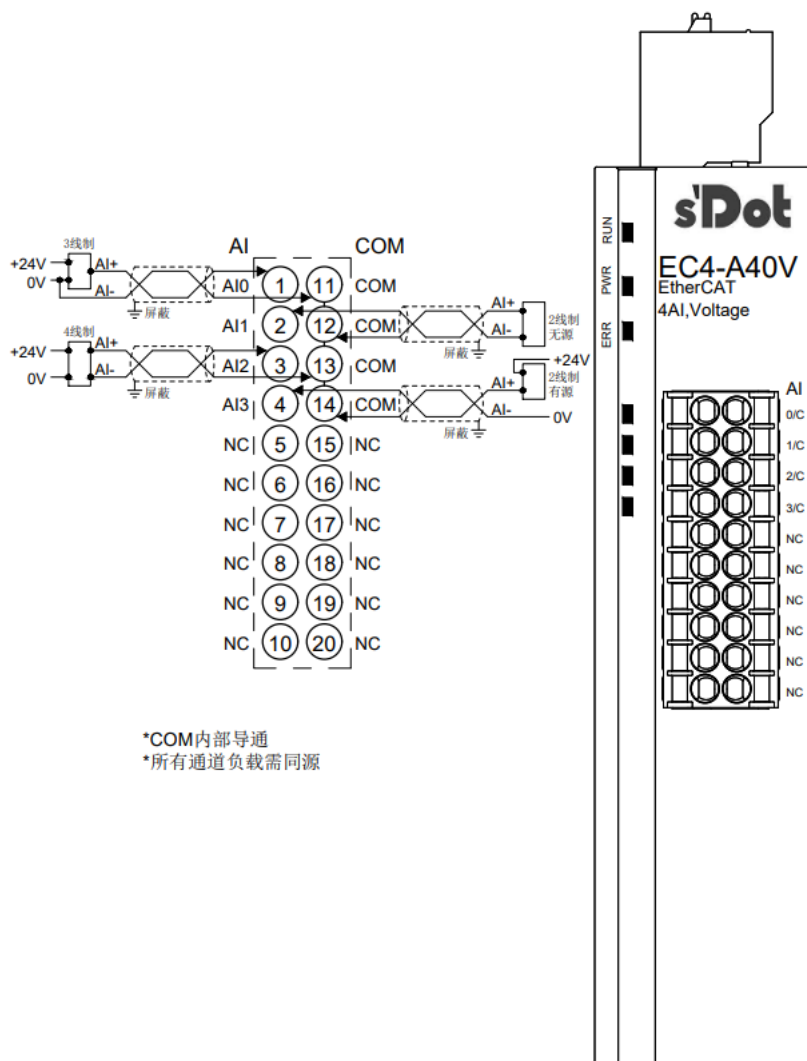 s'Dot
EC4-A40V
EtherCAT
4AI,Voltage
RUN
PWR
ERR
AI
0/C
1/C
2/C
3/C
NC
NC
NC
NC
NC
NC
AI COM
3线制
+24V
0V
AI+
AI-
屏蔽
AI0 1 11 COM
AI1 2 12 COM
4线制
+24V
0V
AI+
AI-
屏蔽
AI2 3 13 COM
AI3 4 14 COM
NC 5 15 NC
NC 6 16 NC
NC 7 17 NC
NC 8 18 NC
NC 9 19 NC
NC 10 20 NC
AI+
AI-
屏蔽
2线制
无源
+24V
AI+
AI-
屏蔽
2线制
有源
0V
*COM内部导通
*所有通道负载需同源